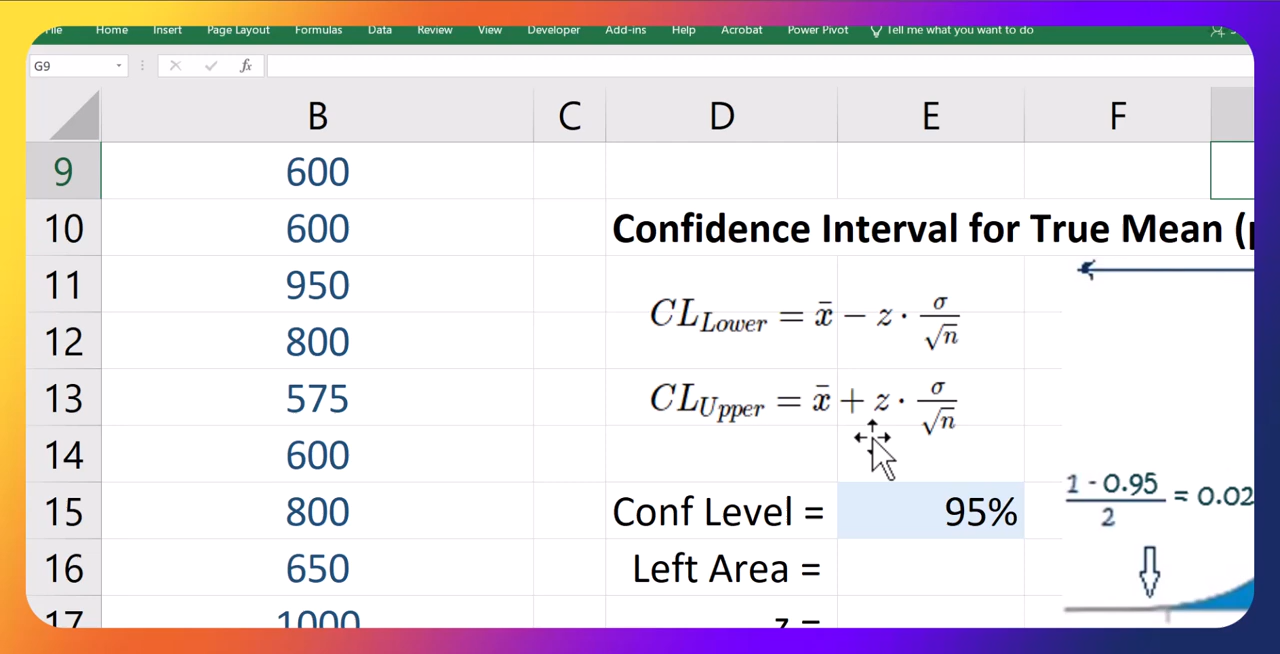 File Home Insert Page Layout Formulas Data Review View Developer Add-ins Help Acrobat Power Pivot Tell me what you want to do
G9 fx
B C D E F
9 600
10 600 Confidence Interval for True Mean (
11 950
CL_Lower = x̄ − z · σ/√n
12 800
13 575
CL_Upper = x̄ + z · σ/√n
14 600
1 - 0.95 / 2 = 0.02
15 800 Conf Level = 95%
16 650 Left Area =
17 1000 z =